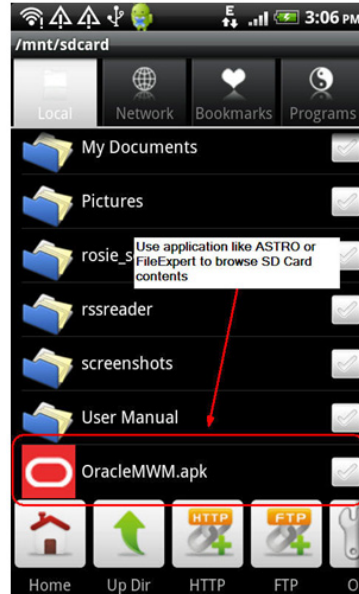 E
3:06 PM
/mnt/sdcard
Local
Network
Bookmarks
Programs
My Documents
Pictures
rosie_s
Use application like ASTRO or
FileExpert to browse SD Card
contents
rssreader
screenshots
User Manual
OracleMWM.apk
HTTP
FTP
Home
Up Dir
HTTP
FTP
O